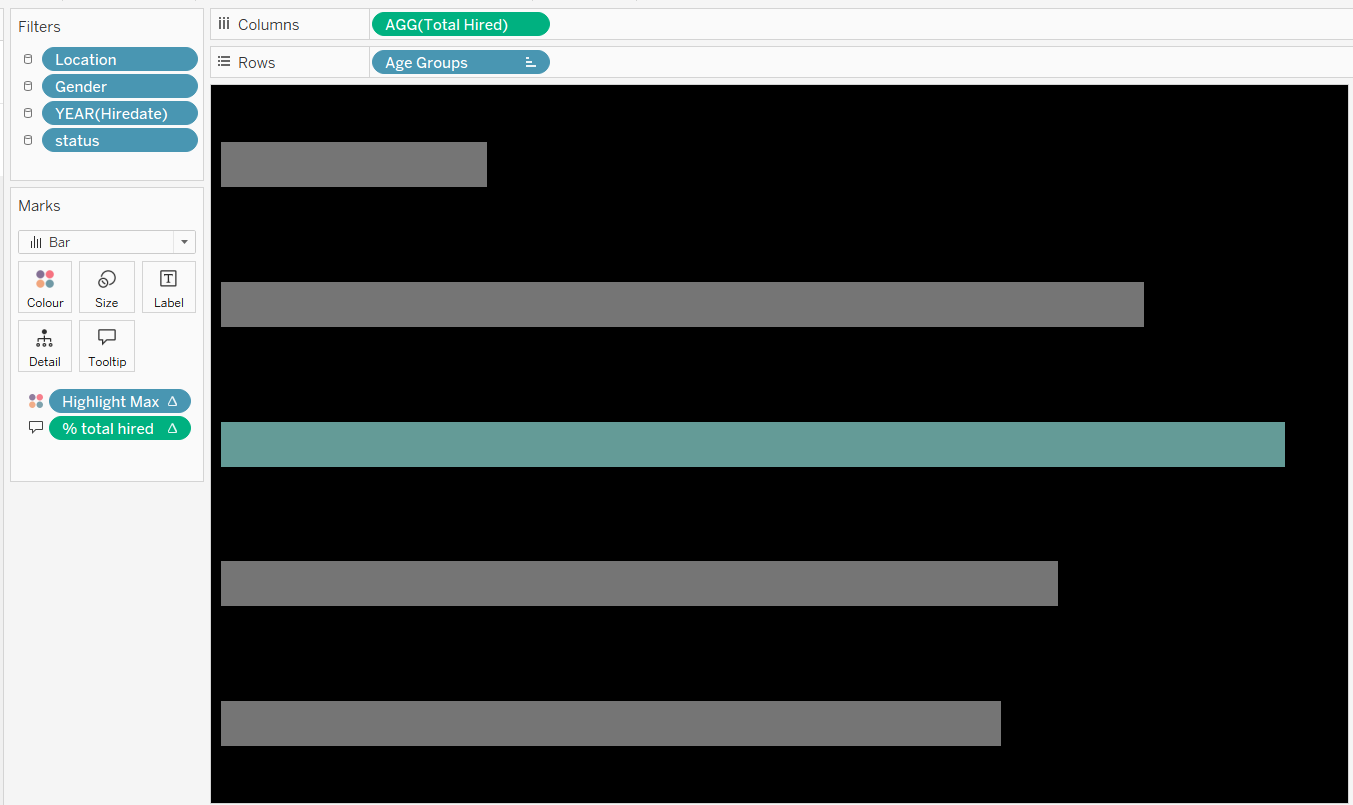 Filters
Location
Gender
YEAR(Hiredate)
status
Marks
Bar
Colour Size Label
Detail Tooltip
Highlight Max Δ
% total hired Δ
Columns AGG(Total Hired)
Rows Age Groups